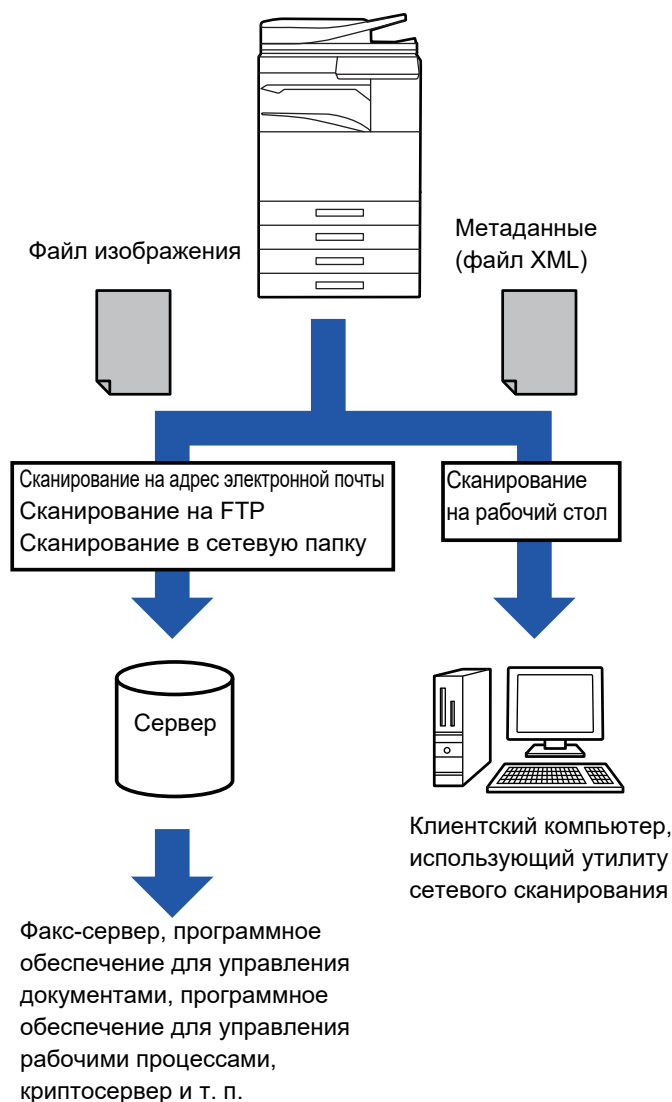 Файл изображения
Метаданные
(файл XML)
Сканирование на адрес электронной почты
Сканирование на FTP
Сканирование в сетевую папку
Сканирование
на рабочий стол
Сервер
Клиентский компьютер,
использующий утилиту
сетевого сканирования
Факс-сервер, программное
обеспечение для управления
документами, программное
обеспечение для управления
рабочими процессами,
криптосервер и т. п.